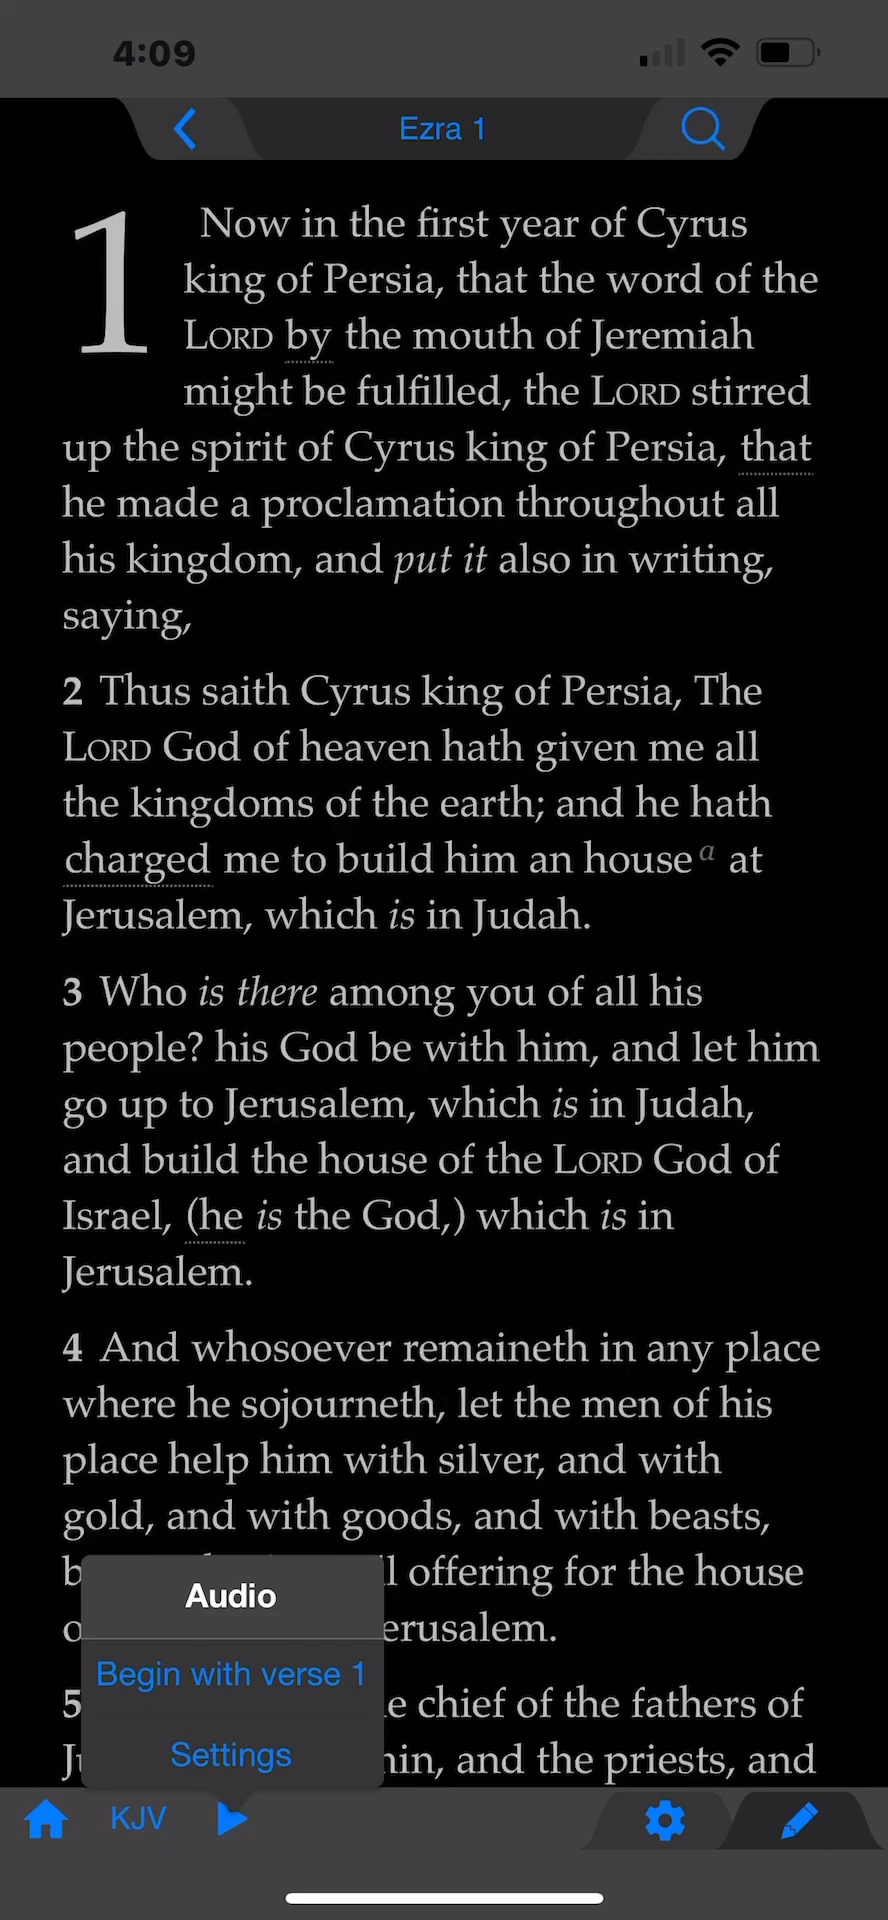 4:09
Ezra 1
1 Now in the first year of Cyrus
king of Persia, that the word of the
LORD by the mouth of Jeremiah
might be fulfilled, the LORD stirred
up the spirit of Cyrus king of Persia, that
he made a proclamation throughout all
his kingdom, and put it also in writing,
saying,
2 Thus saith Cyrus king of Persia, The
LORD God of heaven hath given me all
the kingdoms of the earth; and he hath
charged me to build him an house a at
Jerusalem, which is in Judah.
3 Who is there among you of all his
people? his God be with him, and let him
go up to Jerusalem, which is in Judah,
and build the house of the LORD God of
Israel, (he is the God,) which is in
Jerusalem.
4 And whosoever remaineth in any place
where he sojourneth, let the men of his
place help him with silver, and with
gold, and with goods, and with beasts,
offering for the house
erusalem.
5 chief of the fathers of
and the priests, and
Audio
Begin with verse 1
Settings
KJV